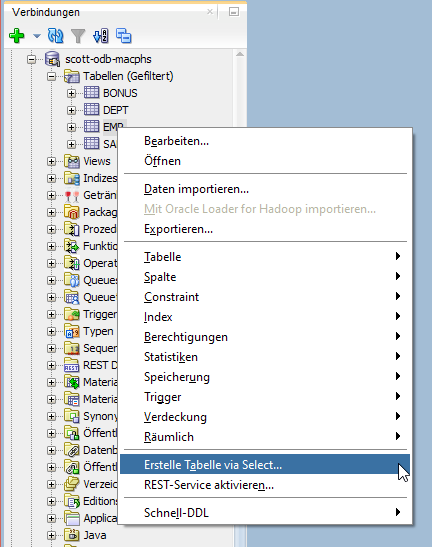 Verbindungen
scott-odb-macphs
Tabellen (Gefiltert)
BONUS
DEPT
EMP
SA
Views
Indizes
Getränk
Packag
Prozed
Funktio
Operat
Queues
Queuet
Trigger
Typen
Sequen
REST D
Materia
Materia
Synony
Öffentl
Datenb
Öffentl
Verzeic
Editions
Applica
Java
Bearbeiten...
Öffnen
Daten importieren...
Mit Oracle Loader for Hadoop importieren...
Exportieren...
Tabelle
Spalte
Constraint
Index
Berechtigungen
Statistiken
Speicherung
Trigger
Verdeckung
Räumlich
Erstelle Tabelle via Select...
REST-Service aktivieren...
Schnell-DDL